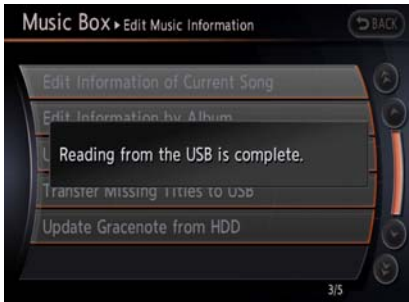 Music Box ▸ Edit Music Information
BACK
Edit Information of Current Song
Edit Information by Album
U
Reading from the USB is complete.
Transfer Missing Titles to USB
Update Gracenote from HDD
3/5